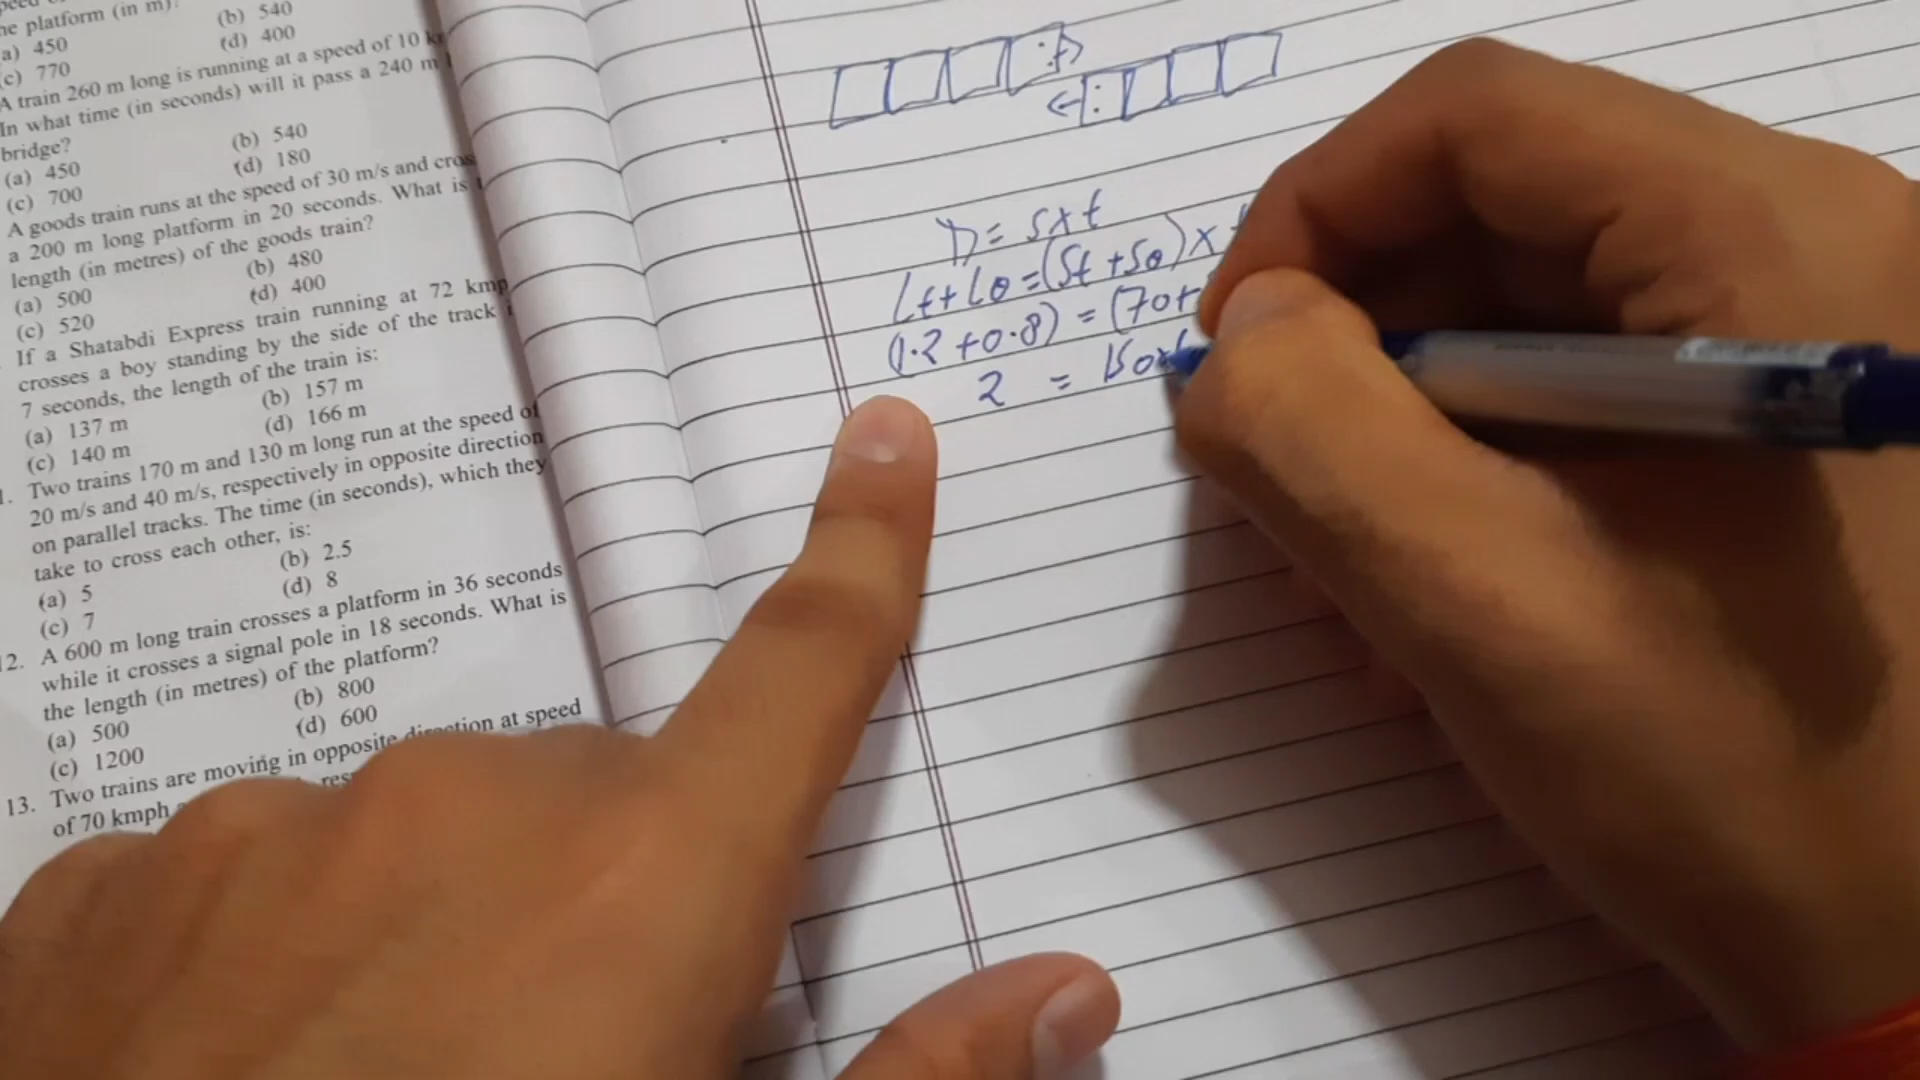 he platform (in m)?
(a) 450 (b) 540
(c) 770 (d) 400
A train 260 m long is running at a speed of 10
In what time (in seconds) will it pass a 240 m
bridge?
(a) 450 (b) 540
(c) 700 (d) 180
A goods train runs at the speed of 30 m/s and
a 200 m long platform in 20 seconds. What is
length (in metres) of the goods train?
(a) 500 (b) 480
(c) 520 (d) 400
If a Shatabdi Express train running at 72 kmp
crosses a boy standing by the side of the track
7 seconds, the length of the train is:
(a) 137 m (b) 157 m
(c) 140 m (d) 166 m
Two trains 170 m and 130 m long run at the speed of
20 m/s and 40 m/s, respectively in opposite direction
on parallel tracks. The time (in seconds), which they
take to cross each other, is:
(a) 5 (b) 2.5
(c) 7 (d) 8
12. A 600 m long train crosses a platform in 36 seconds
while it crosses a signal pole in 18 seconds. What is
the length (in metres) of the platform?
(a) 500 (b) 800
(c) 1200 (d) 600
13. Two trains are moving in opposite direction at speed
of 70 kmph
D = s x t
Lt + Lo = (St + So) x
(1.2 + 0.8) = (70+
2 = 150x